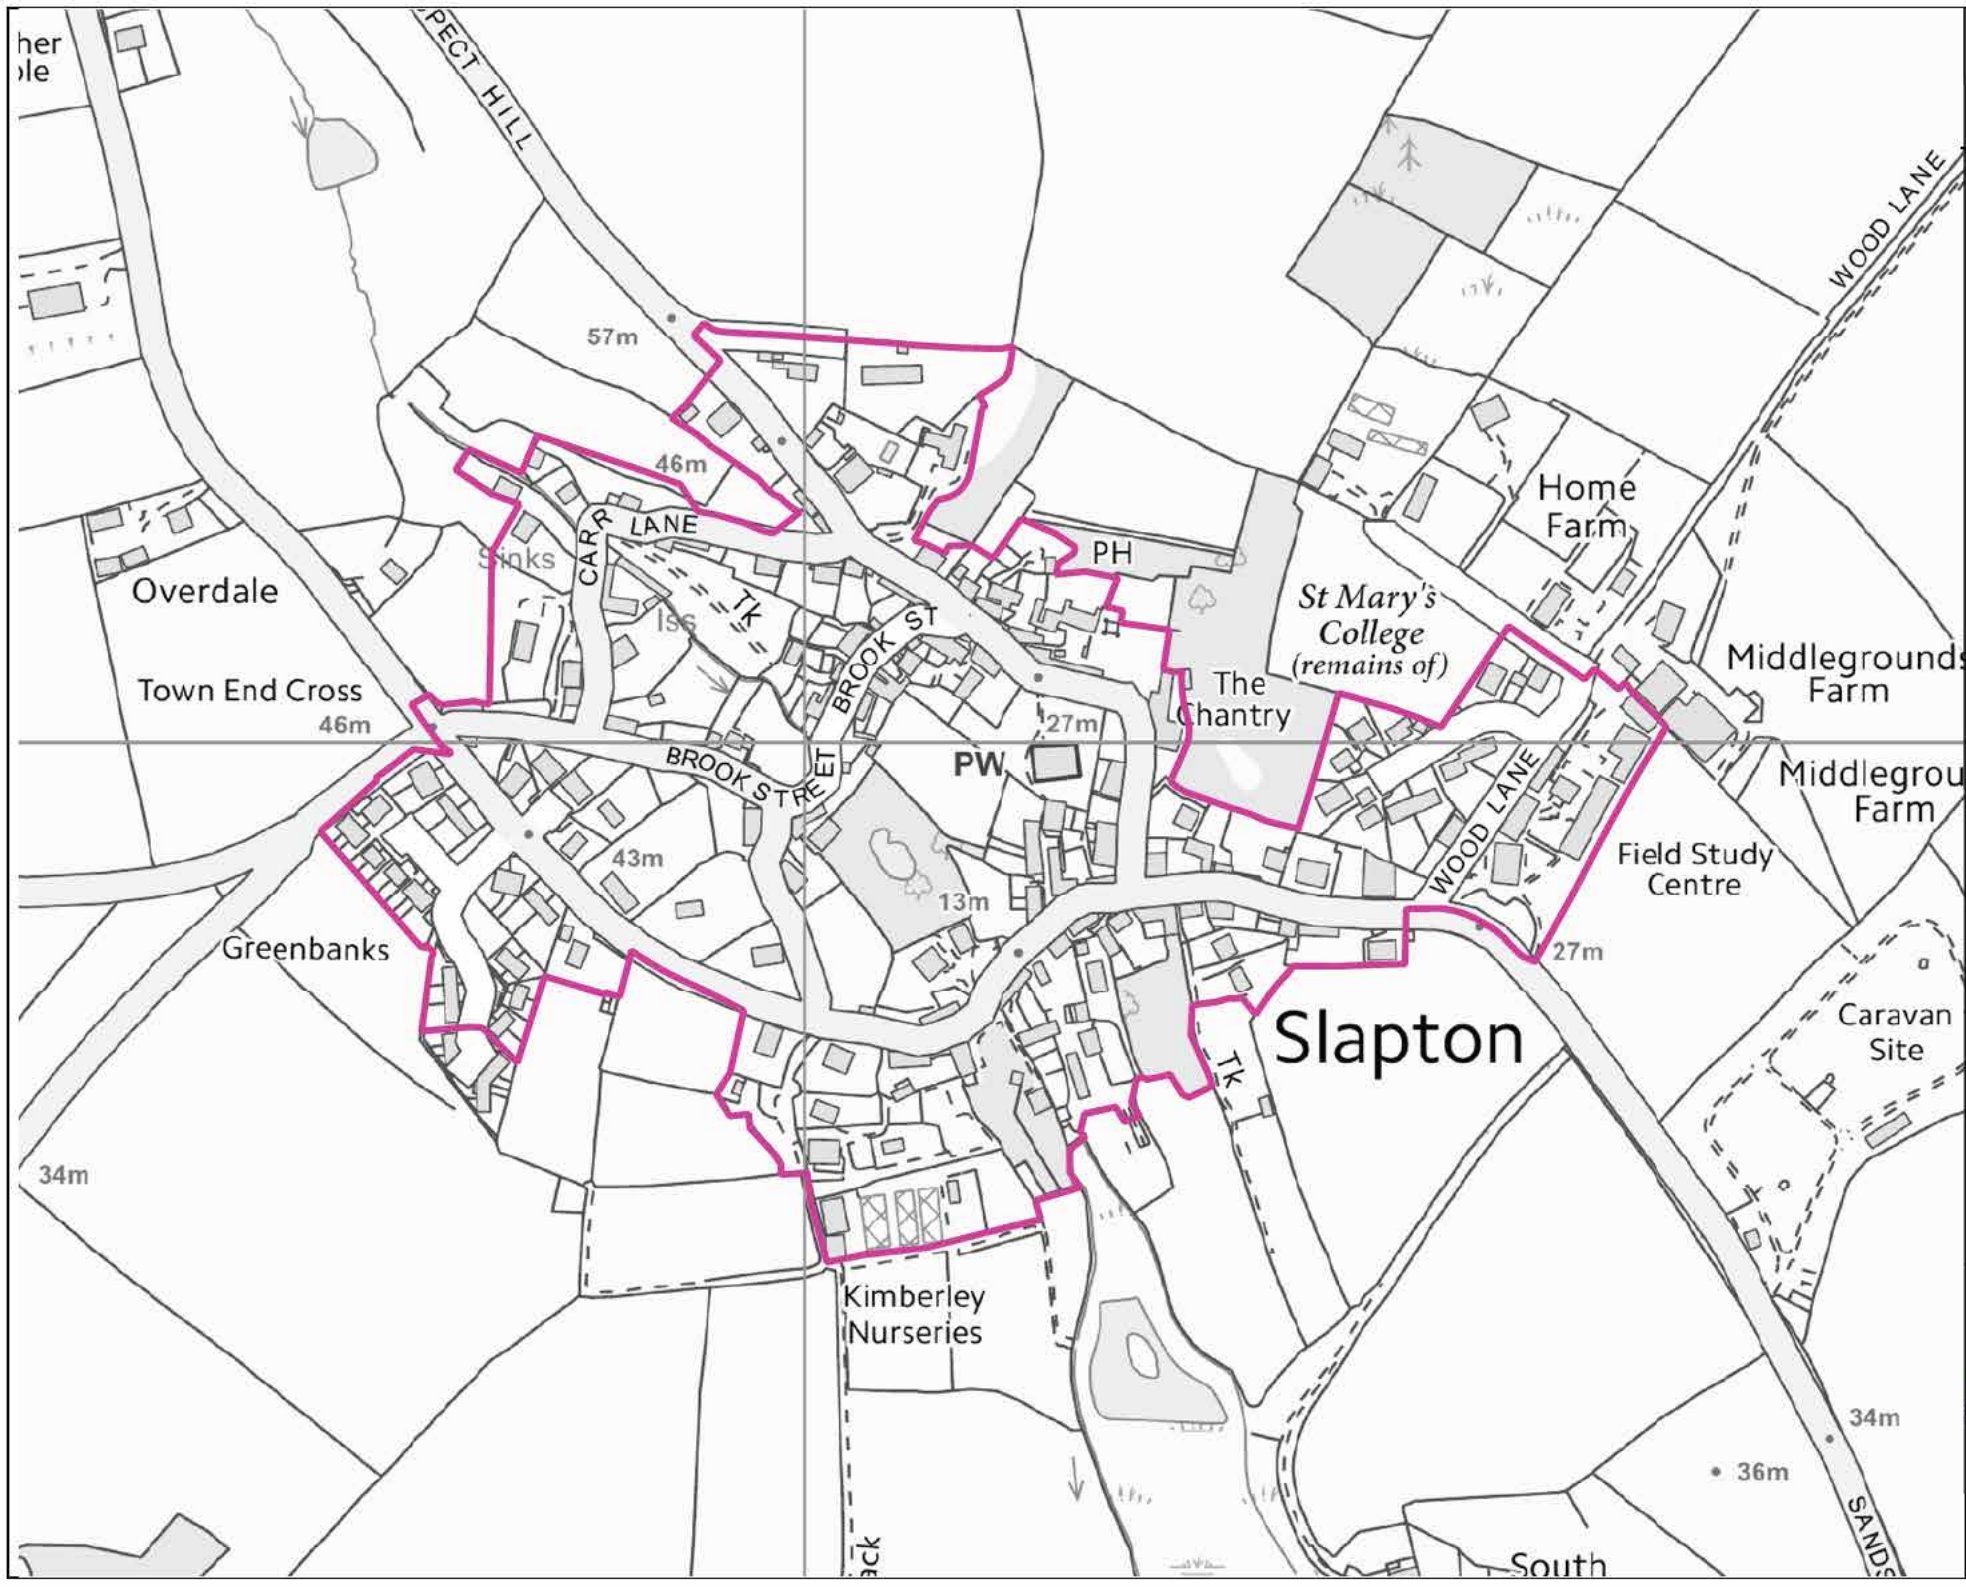 her
ole
PECT HILL
WOOD LANE
57m
46m
CARR LANE
Sinks
PH
Home
Farm
Overdale
Tk
Iss
BROOK ST
St Mary's
College
(remains of)
Middlegrounds
Farm
Town End Cross
46m
The
Chantry
27m
PW
BROOK STREET
WOOD LANE
Middlegrou
Farm
43m
13m
Field Study
Centre
Greenbanks
27m
Slapton
Caravan
Site
Tk
34m
Kimberley
Nurseries
34m
36m
SANDS
ack
South